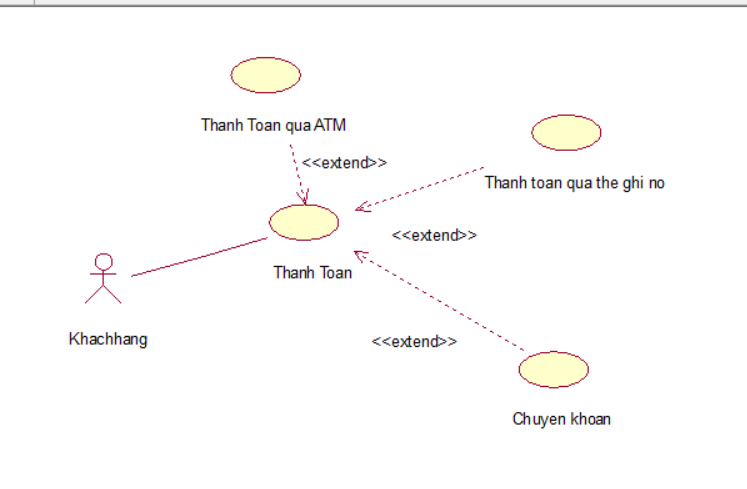 Thanh Toan qua ATM
<<extend>>
Thanh toan qua the ghi no
<<extend>>
Thanh Toan
Khachhang
<<extend>>
Chuyen khoan